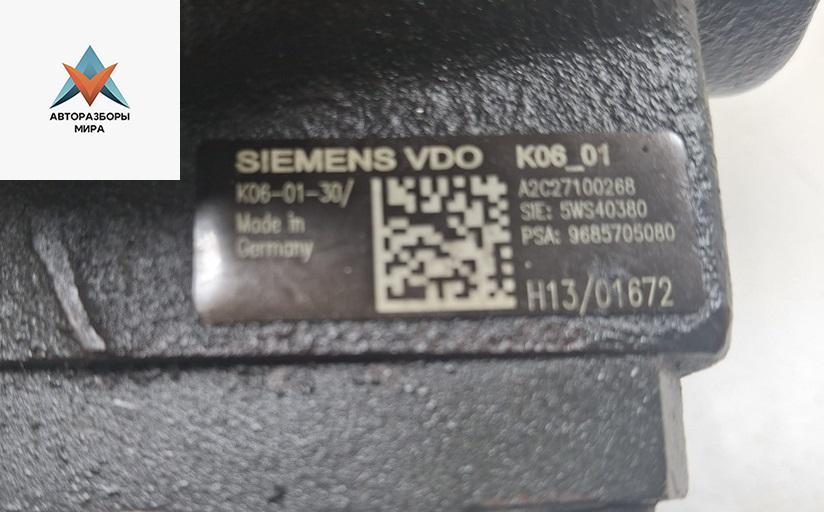 АВТОРАЗБОРЫ
МИРА
SIEMENS VDO K06_01
K06-01-30/
A2C27100268
SIE: 5WS40380
Made in
PSA: 9685705080
Germany
H13/01672